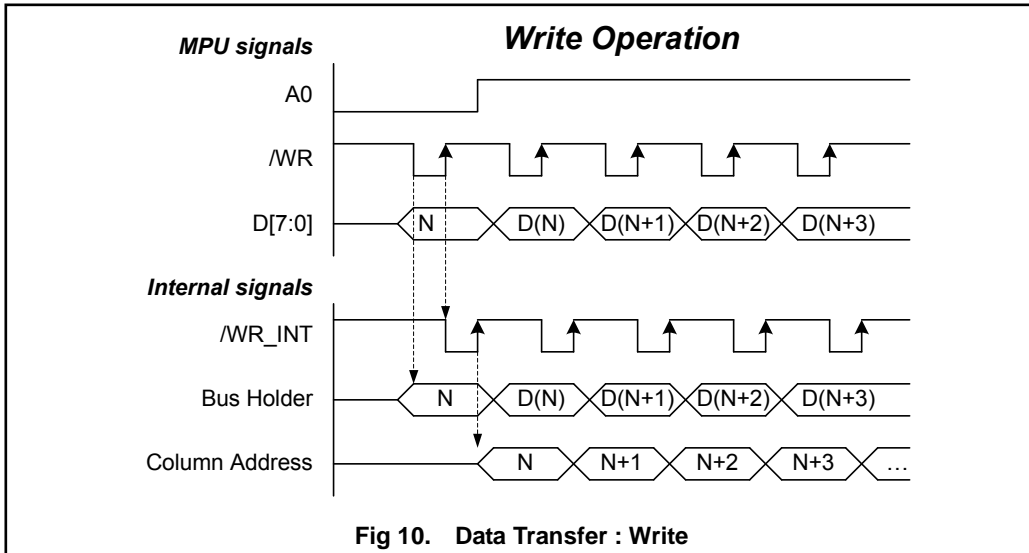 Write Operation
MPU signals
A0
/WR
D[7:0] N D(N) D(N+1) D(N+2) D(N+3)
Internal signals
/WR_INT
Bus Holder N D(N) D(N+1) D(N+2) D(N+3)
Column Address N N+1 N+2 N+3 ...
Fig 10. Data Transfer : Write